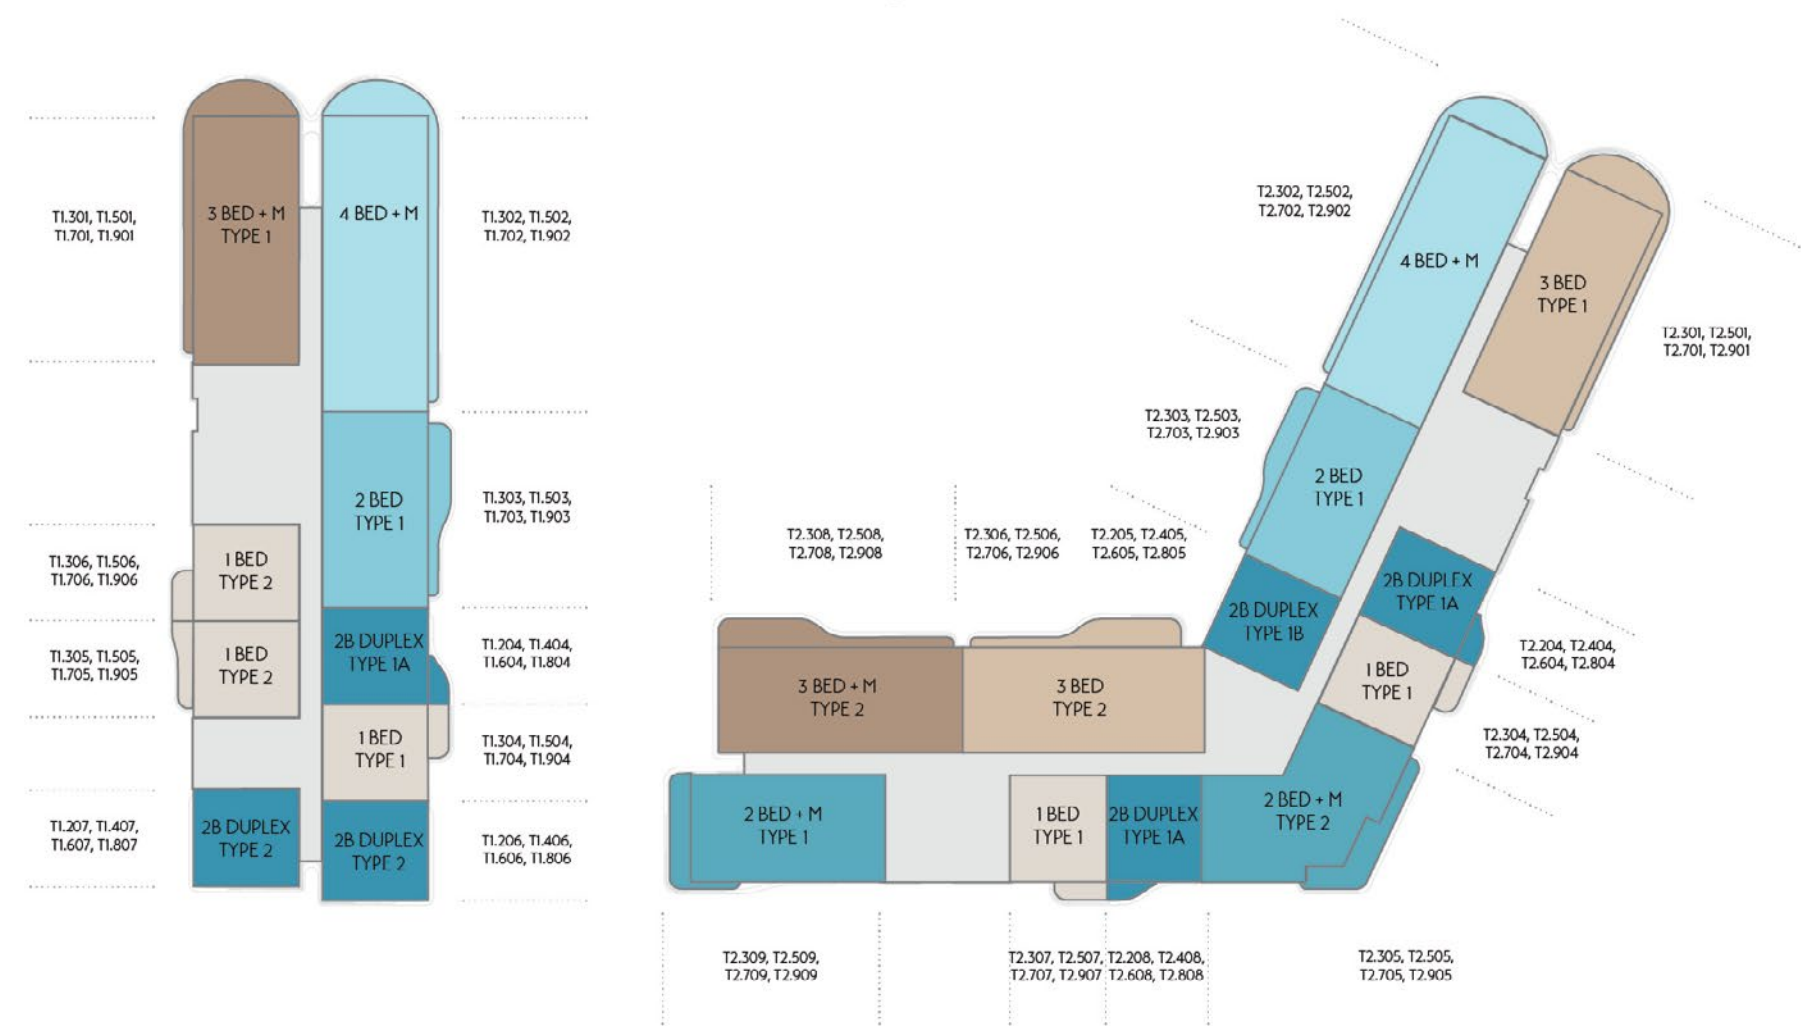 T1.301, T1.501,
T1.701, T1.901
3 BED + M
TYPE 1
4 BED + M
T1.302, T1.502,
T1.702, T1.902
2 BED
TYPE 1
T1.303, T1.503,
T1.703, T1.903
T1.306, T1.506,
T1.706, T1.906
1 BED
TYPE 2
T1.305, T1.505,
T1.705, T1.905
1 BED
TYPE 2
2B DUPLEX
TYPE 1A
T1.204, T1.404,
T1.604, T1.804
1 BED
TYPE 1
T1.304, T1.504,
T1.704, T1.904
T1.207, T1.407,
T1.607, T1.807
2B DUPLEX
TYPE 2
2B DUPLEX
TYPE 2
T1.206, T1.406,
T1.606, T1.806
T2.302, T2.502,
T2.702, T2.902
4 BED + M
3 BED
TYPE 1
T2.301, T2.501,
T2.701, T2.901
T2.303, T2.503,
T2.703, T2.903
2 BED
TYPE 1
T2.308, T2.508,
T2.708, T2.908
T2.306, T2.506,
T2.706, T2.906
T2.205, T2.405,
T2.605, T2.805
2B DUPLEX
TYPE 1B
2B DUPLEX
TYPE 1A
T2.204, T2.404,
T2.604, T2.804
3 BED + M
TYPE 2
3 BED
TYPE 2
1 BED
TYPE 1
T2.304, T2.504,
T2.704, T2.904
2 BED + M
TYPE 1
1 BED
TYPE 1
2B DUPLEX
TYPE 1A
2 BED + M
TYPE 2
T2.309, T2.509,
T2.709, T2.909
T2.307, T2.507,
T2.707, T2.907
T2.208, T2.408,
T2.608, T2.808
T2.305, T2.505,
T2.705, T2.905